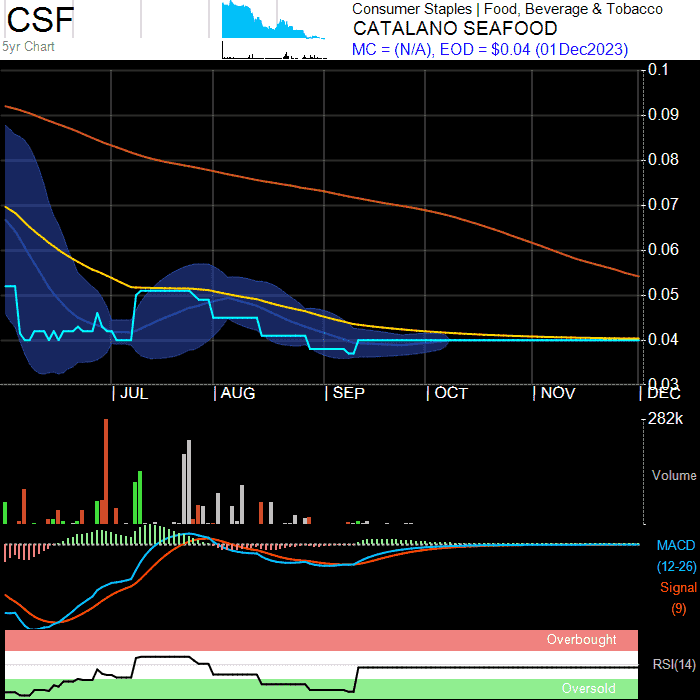 CSF
5yr Chart
Consumer Staples | Food, Beverage & Tobacco
CATALANO SEAFOOD
MC = (N/A), EOD = $0.04 (01Dec2023)
0.1
0.09
0.08
0.07
0.06
0.05
0.04
0.03
| JUL | AUG | SEP | OCT | NOV | DEC
282k
Volume
MACD
(12-26)
Signal
(9)
Overbought
RSI(14)
Oversold